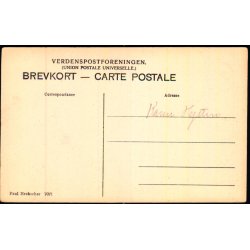 VERDENSPOSTFORENINGEN.
(UNION POSTALE UNIVERSELLE.)
BREVKORT — CARTE POSTALE
Correspondance Adresse